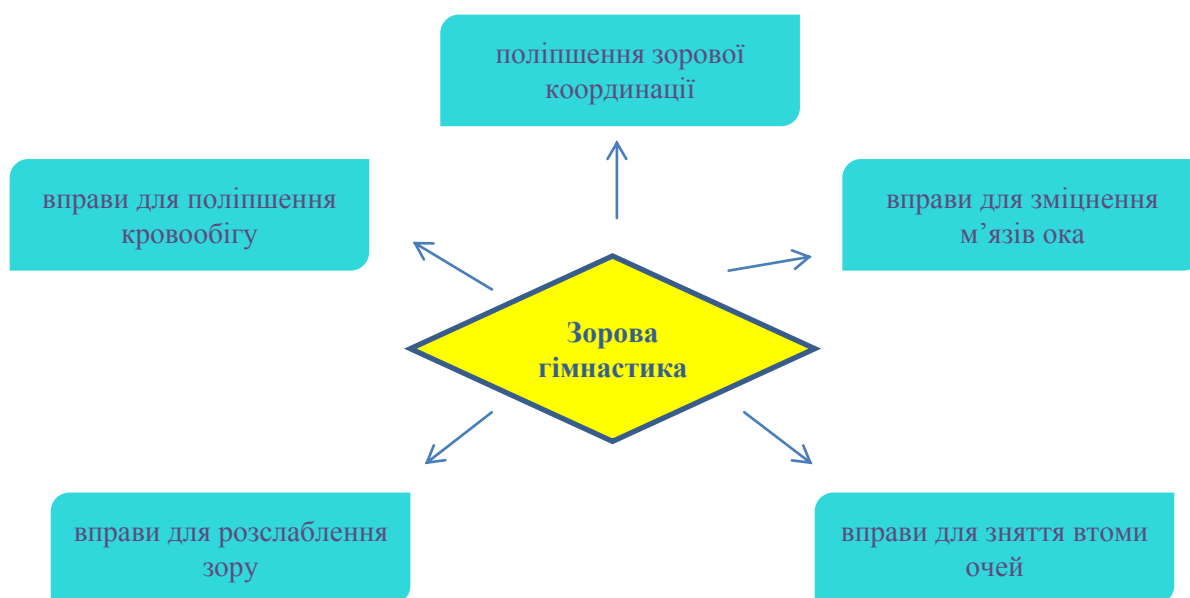 поліпшення зорової
координації
вправи для поліпшення
кровообігу
вправи для зміцнення
м’язів ока
Зорова
гімнастика
вправи для розслаблення
зору
вправи для зняття втоми
очей